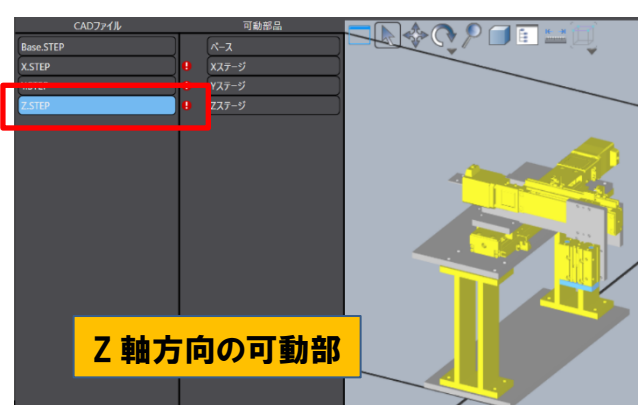 CADファイル 可動部品
Base.STEP ベース
X.STEP Xステージ
Y.STEP Yステージ
Z.STEP Zステージ
Z 軸方向の可動部